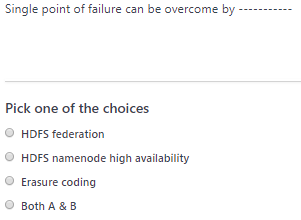 Single point of failure can be overcome by -----------
Pick one of the choices
HDFS federation
HDFS namenode high availability
Erasure coding
Both A & B